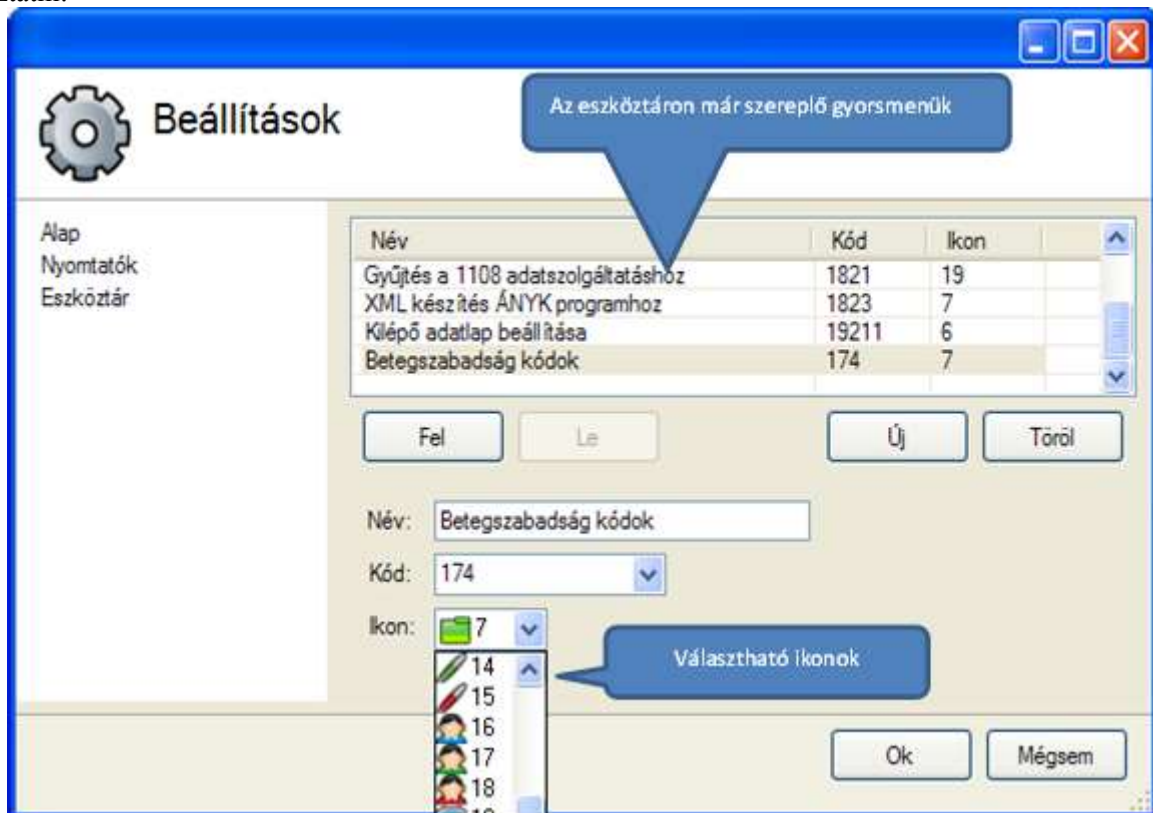 Beállítások
Az eszköztáron már szereplő gyorsmenük
Alap
Nyomtatók
Eszköztár
Név Kód Ikon
Gyűjtés a 1108 adatszolgáltatáshoz 1821 19
XML készítés ÁNYK programhoz 1823 7
Kilépő adatlap beállítása 19211 6
Betegszabadság kódok 174 7
Fel Le Új Töröl
Név: Betegszabadság kódok
Kód: 174
Ikon: 7
Választható ikonok
14
15
16
17
18
Ok Mégsem